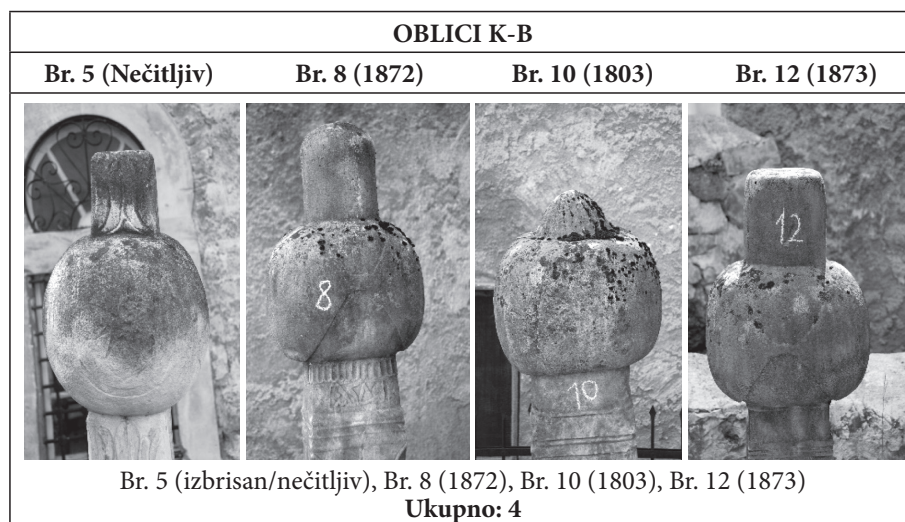 OBLICI K-B
Br. 5 (Nečitljiv) Br. 8 (1872) Br. 10 (1803) Br. 12 (1873)
8
10
12
Br. 5 (izbrisan/nečitljiv), Br. 8 (1872), Br. 10 (1803), Br. 12 (1873)
Ukupno: 4